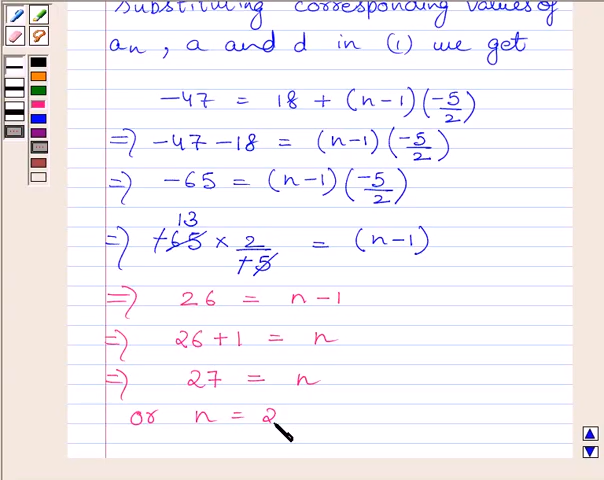 Substituting corresponding values of
an, a and d in (1) we get
-47 = 18 + (n-1)(-5/2)
=> -47-18 = (n-1)(-5/2)
=> -65 = (n-1)(-5/2)
13
=> -65 × 2/-5 = (n-1)
=> 26 = n-1
=> 26+1 = n
=> 27 = n
or n = 2